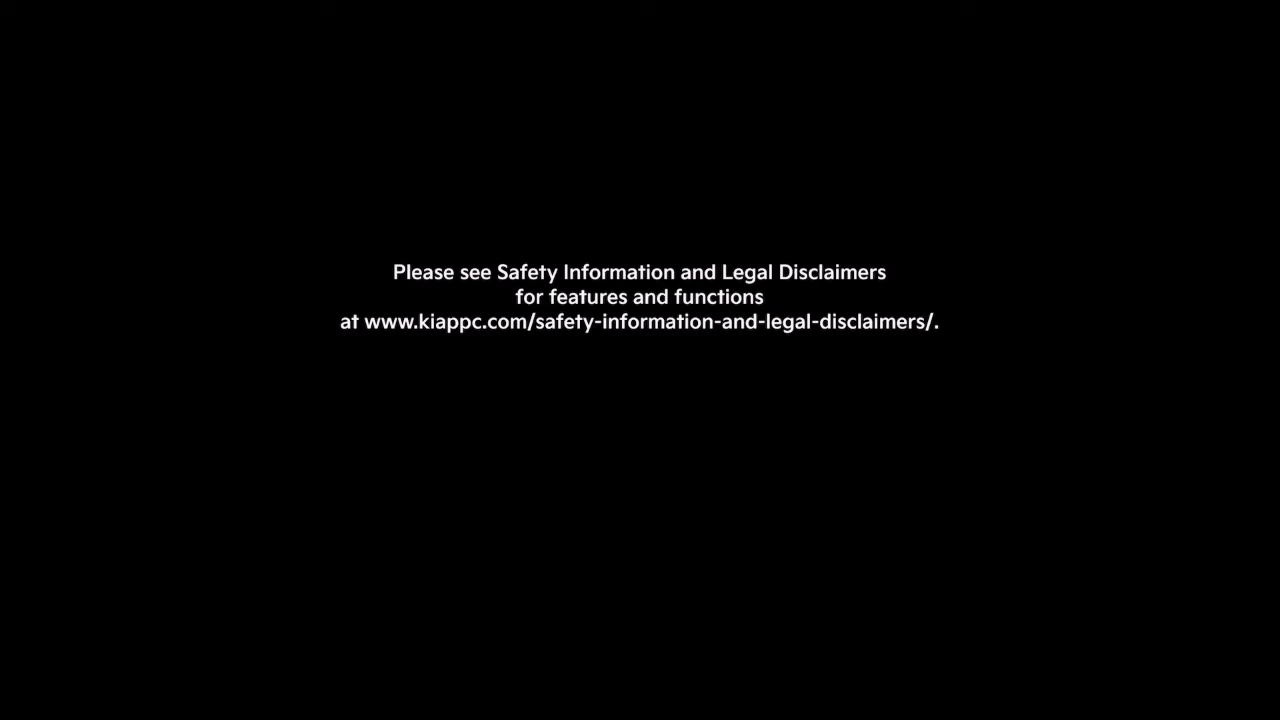 Please see Safety Information and Legal Disclaimers
for features and functions
at www.kiappc.com/safety-information-and-legal-disclaimers/.